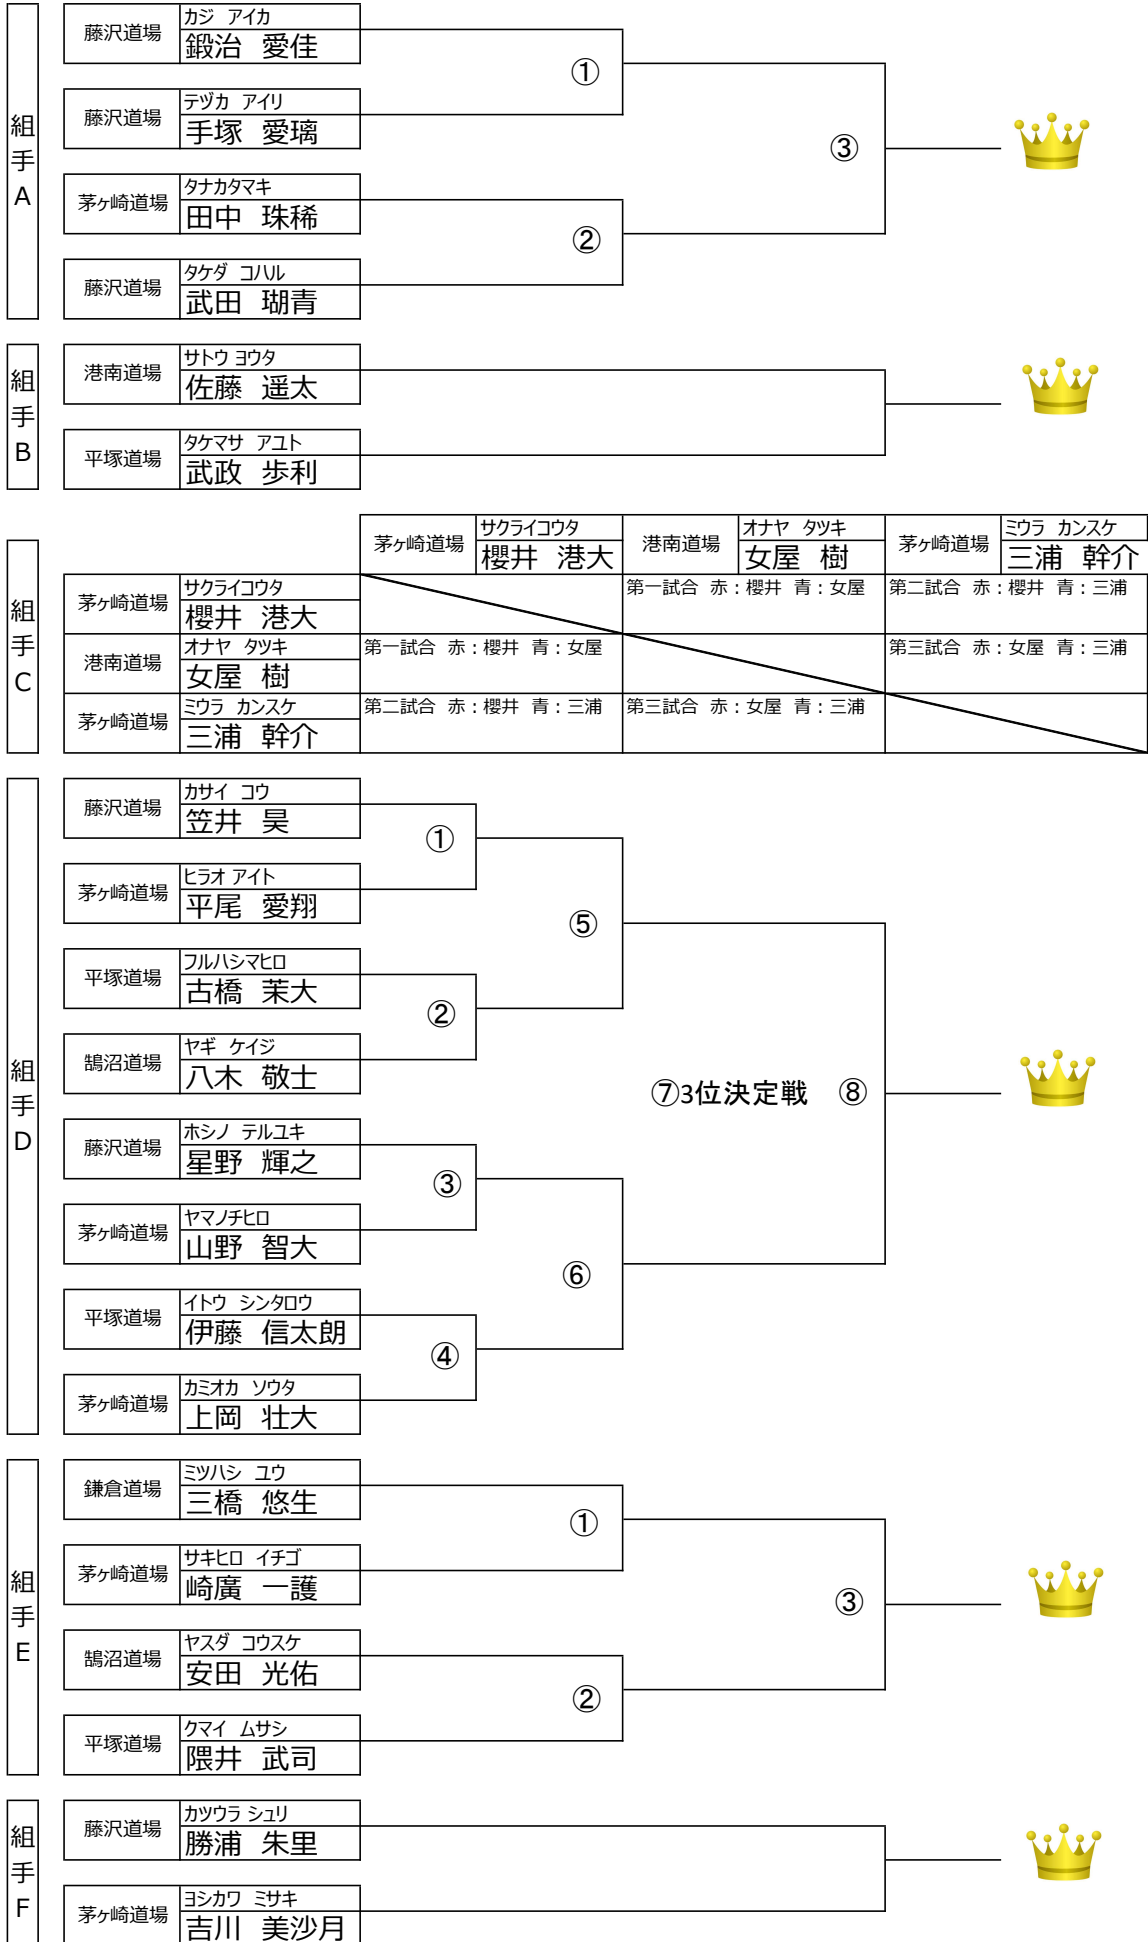 組手A
藤沢道場
カジ アイカ
鍛治 愛佳
①
藤沢道場
テヅカ アイリ
手塚 愛璃
③
茅ヶ崎道場
タナカタマキ
田中 珠稀
②
藤沢道場
タケダ コハル
武田 瑚青
組手B
港南道場
サトウ ヨウタ
佐藤 遥太
平塚道場
タケマサ アユト
武政 歩利
組手C
茅ヶ崎道場
サクライコウタ
櫻井 港大
港南道場
オナヤ タツキ
女屋 樹
茅ヶ崎道場
ミウラ カンスケ
三浦 幹介
茅ヶ崎道場
サクライコウタ
櫻井 港大
第一試合 赤：櫻井 青：女屋
第二試合 赤：櫻井 青：三浦
港南道場
オナヤ タツキ
女屋 樹
第一試合 赤：櫻井 青：女屋
第三試合 赤：女屋 青：三浦
茅ヶ崎道場
ミウラ カンスケ
三浦 幹介
第二試合 赤：櫻井 青：三浦
第三試合 赤：女屋 青：三浦
組手D
藤沢道場
カサイ コウ
笠井 昊
①
茅ヶ崎道場
ヒラオ アイト
平尾 愛翔
⑤
平塚道場
フルハシマヒロ
古橋 茉大
②
鵠沼道場
ヤギ ケイジ
八木 敬士
⑦3位決定戦 ⑧
藤沢道場
ホシノ テルユキ
星野 輝之
③
茅ヶ崎道場
ヤマノチヒロ
山野 智大
⑥
平塚道場
イトウ シンタロウ
伊藤 信太朗
④
茅ヶ崎道場
カミオカ ソウタ
上岡 壮大
組手E
鎌倉道場
ミツハシ ユウ
三橋 悠生
①
茅ヶ崎道場
サキヒロ イチゴ
崎廣 一護
③
鵠沼道場
ヤスダ コウスケ
安田 光佑
②
平塚道場
クマイ ムサシ
隈井 武司
組手F
藤沢道場
カツウラ シュリ
勝浦 朱里
茅ヶ崎道場
ヨシカワ ミサキ
吉川 美沙月